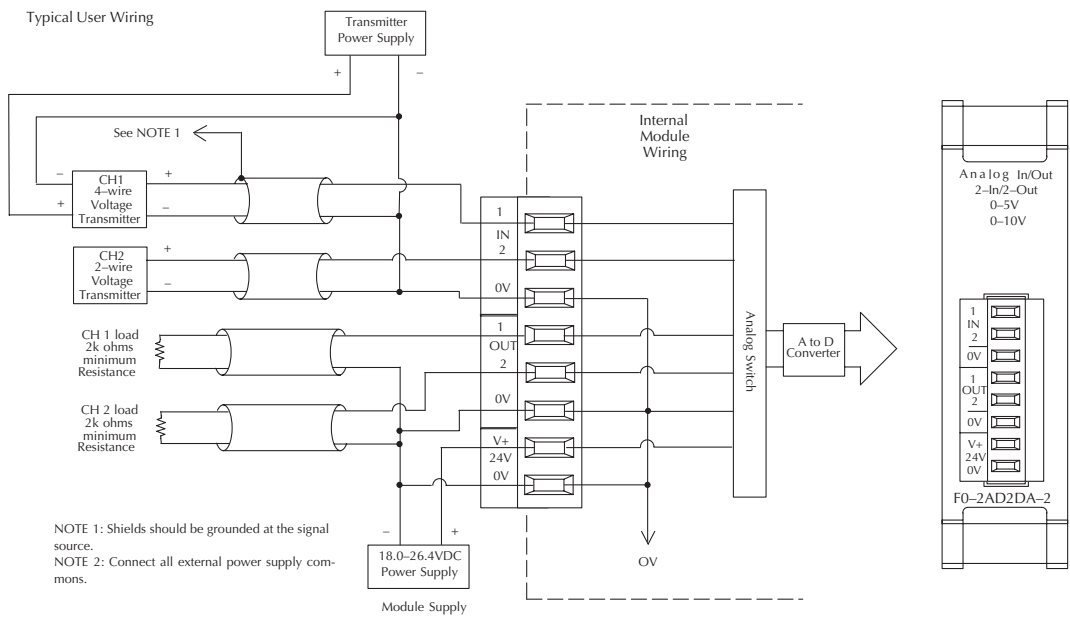 Typical User Wiring
Transmitter
Power Supply
+
–
See NOTE 1
–
+
CH1
4–wire
Voltage
Transmitter
+
–
CH2
2–wire
Voltage
Transmitter
+
–
CH 1 load
2k ohms
minimum
Resistance
CH 2 load
2k ohms
minimum
Resistance
1
IN
2
0V
1
OUT
2
0V
V+
24V
0V
Internal
Module
Wiring
Analog Switch
A to D
Converter
OV
–
+
18.0–26.4VDC
Power Supply
Module Supply
NOTE 1: Shields should be grounded at the signal
source.
NOTE 2: Connect all external power supply com-
mons.
Analog In/Out
2–In/2–Out
0–5V
0–10V
1
IN
2
0V
1
OUT
2
0V
V+
24V
0V
F0–2AD2DA–2